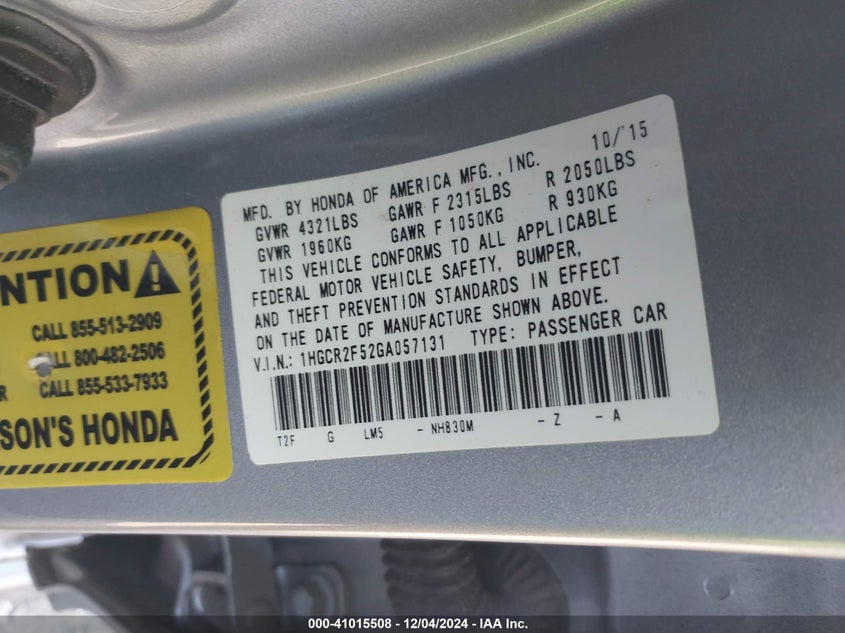 10/'15
MFD. BY HONDA OF AMERICA MFG., INC.
GVWR 4321LBS GAWR F 2315LBS R 2050LBS
GVWR 1960KG GAWR F 1050KG R 930KG
THIS VEHICLE CONFORMS TO ALL APPLICABLE
FEDERAL MOTOR VEHICLE SAFETY, BUMPER,
AND THEFT PREVENTION STANDARDS IN EFFECT
ON THE DATE OF MANUFACTURE SHOWN ABOVE.
V.I.N.: 1HGCR2F52GA057131 TYPE: PASSENGER CAR
T2F G LM5 - NH830M - Z - A
NTION
CALL 855-513-2909
CALL 800-482-2506
R CALL 855-533-7933
SON'S HONDA
000-41015508 - 12/04/2024 - IAA Inc.